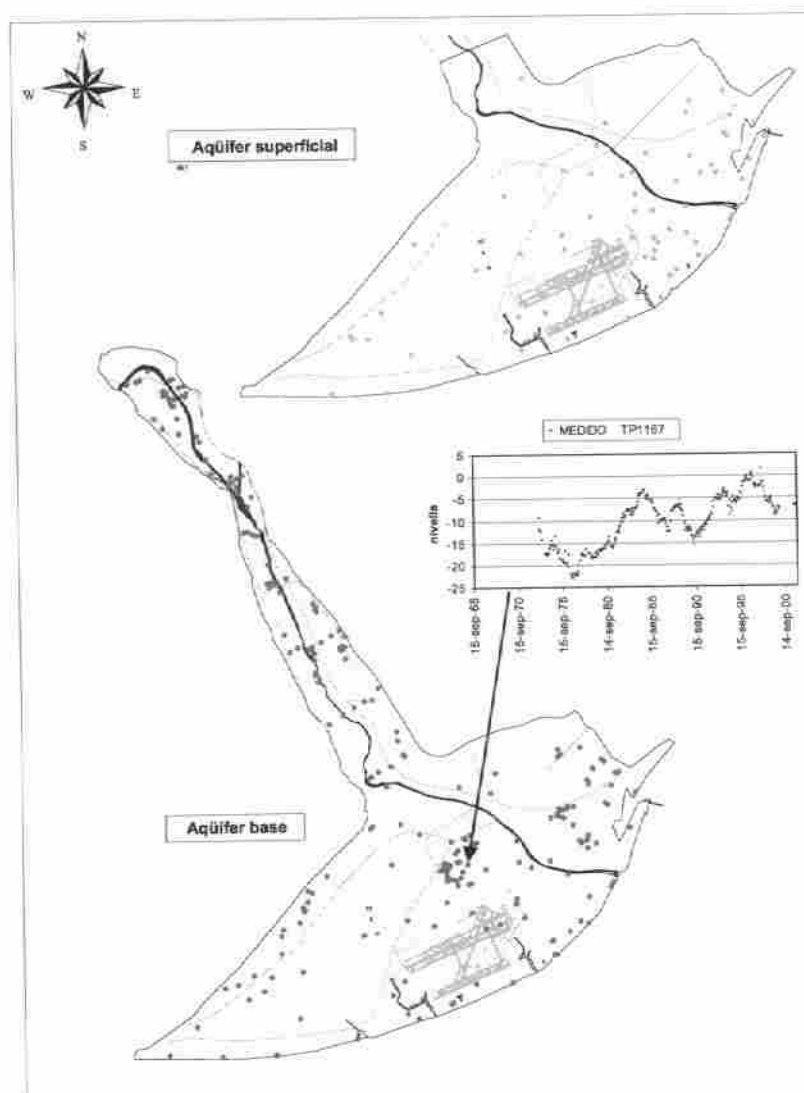 N
W E
S
Aqüifer superficial
MEDIDO TP1167
5
0
-5
-10
-15
-20
-25
nivells
15-sep-65
15-sep-70
15-sep-75
14-sep-80
15-sep-85
15-sep-90
15-sep-95
14-sep-00
Aqüifer base